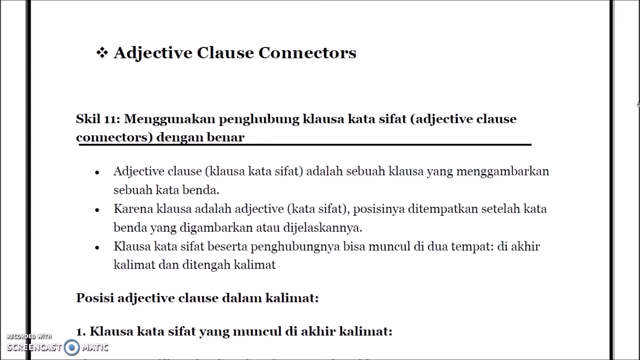 ❖ Adjective Clause Connectors
Skil 11: Menggunakan penghubung klausa kata sifat (adjective clause
connectors) dengan benar
• Adjective clause (klausa kata sifat) adalah sebuah klausa yang menggambarkan
sebuah kata benda.
• Karena klausa adalah adjective (kata sifat), posisinya ditempatkan setelah kata
benda yang digambarkan atau dijelaskannya.
• Klausa kata sifat beserta penghubungnya bisa muncul di dua tempat: di akhir
kalimat dan ditengah kalimat
Posisi adjective clause dalam kalimat:
1. Klausa kata sifat yang muncul di akhir kalimat:
RECORDED WITH
SCREENCAST MATIC